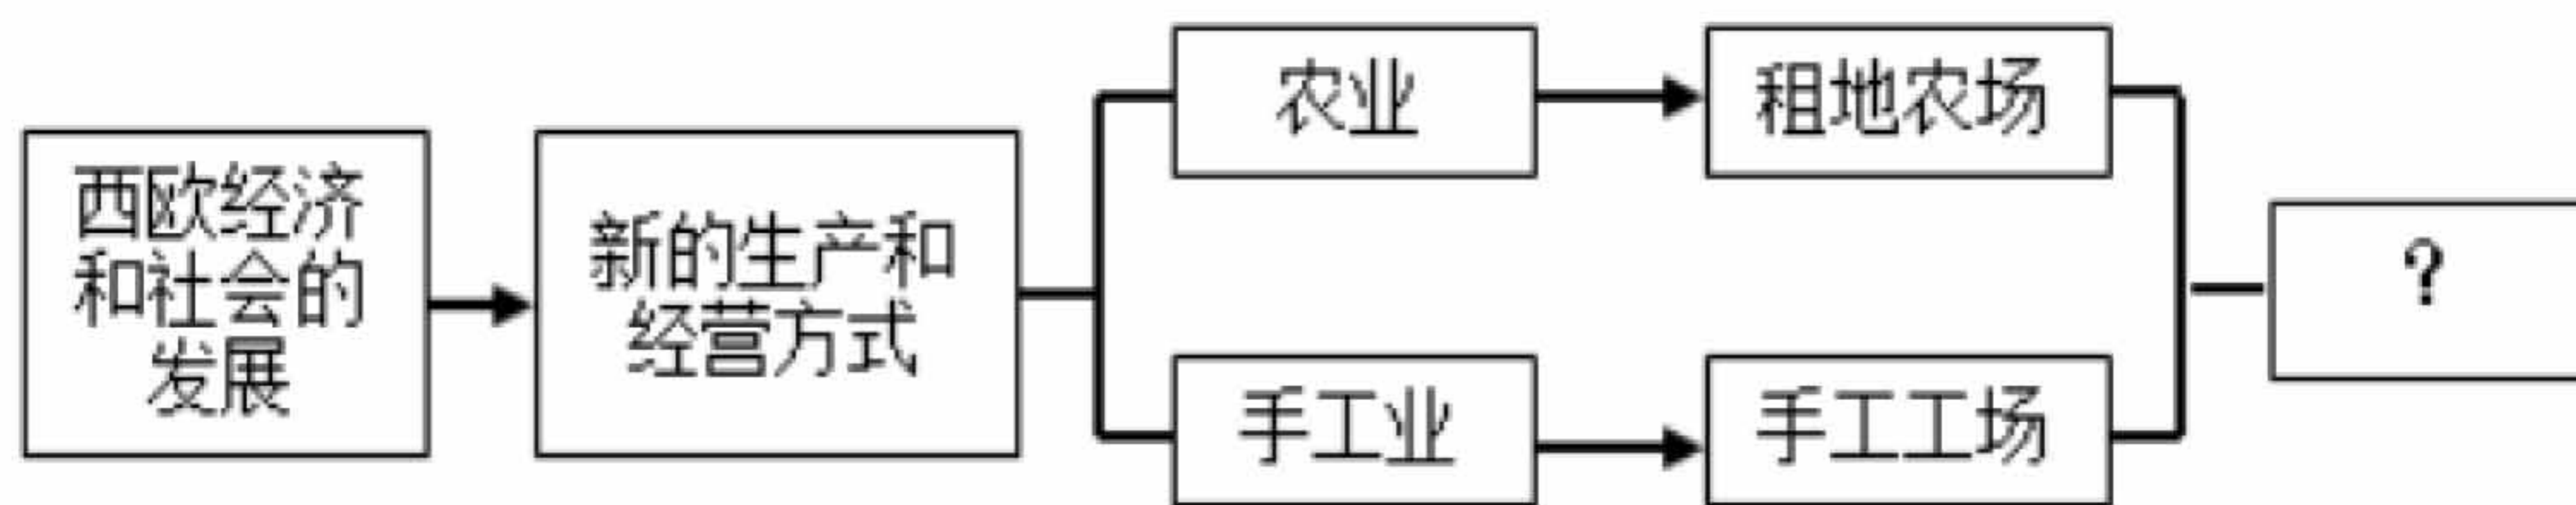 西欧经济
和社会的
发展
新的生产和
经营方式
农业
租地农场
手工业
手工工场
?